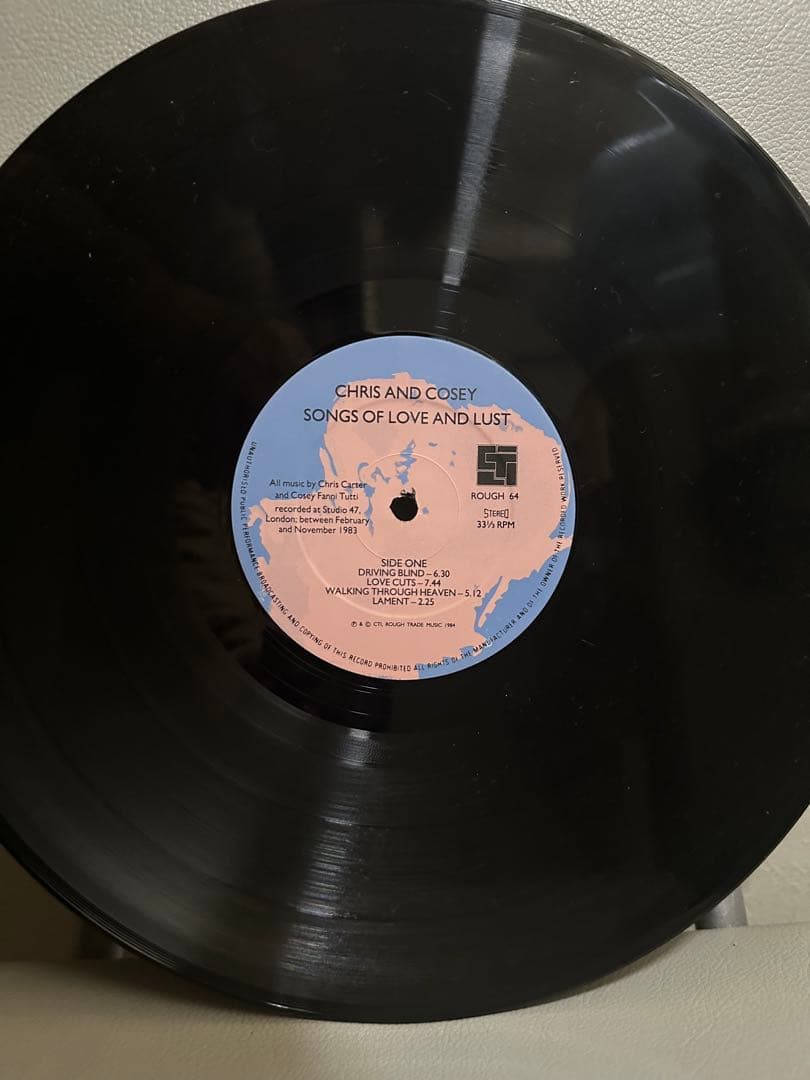 CHRIS AND COSEY
SONGS OF LOVE AND LUST
CTI
ROUGH 64
STEREO
33⅓ RPM
All music by Chris Carter
and Cosey Fanni Tutti
recorded at Studio 47,
London; between February
and November 1983
SIDE ONE
DRIVING BLIND – 6.30
LOVE CUTS – 7.44
WALKING THROUGH HEAVEN – 5.12
LAMENT – 2.25
℗ & © CTI, ROUGH TRADE MUSIC 1984
UNAUTHORISED PUBLIC PERFORMANCE BROADCASTING AND COPYING OF THIS RECORD PROHIBITED ALL RIGHTS OF THE MANUFACTURER AND OF THE OWNER OF THE RECORDED WORK RESERVED